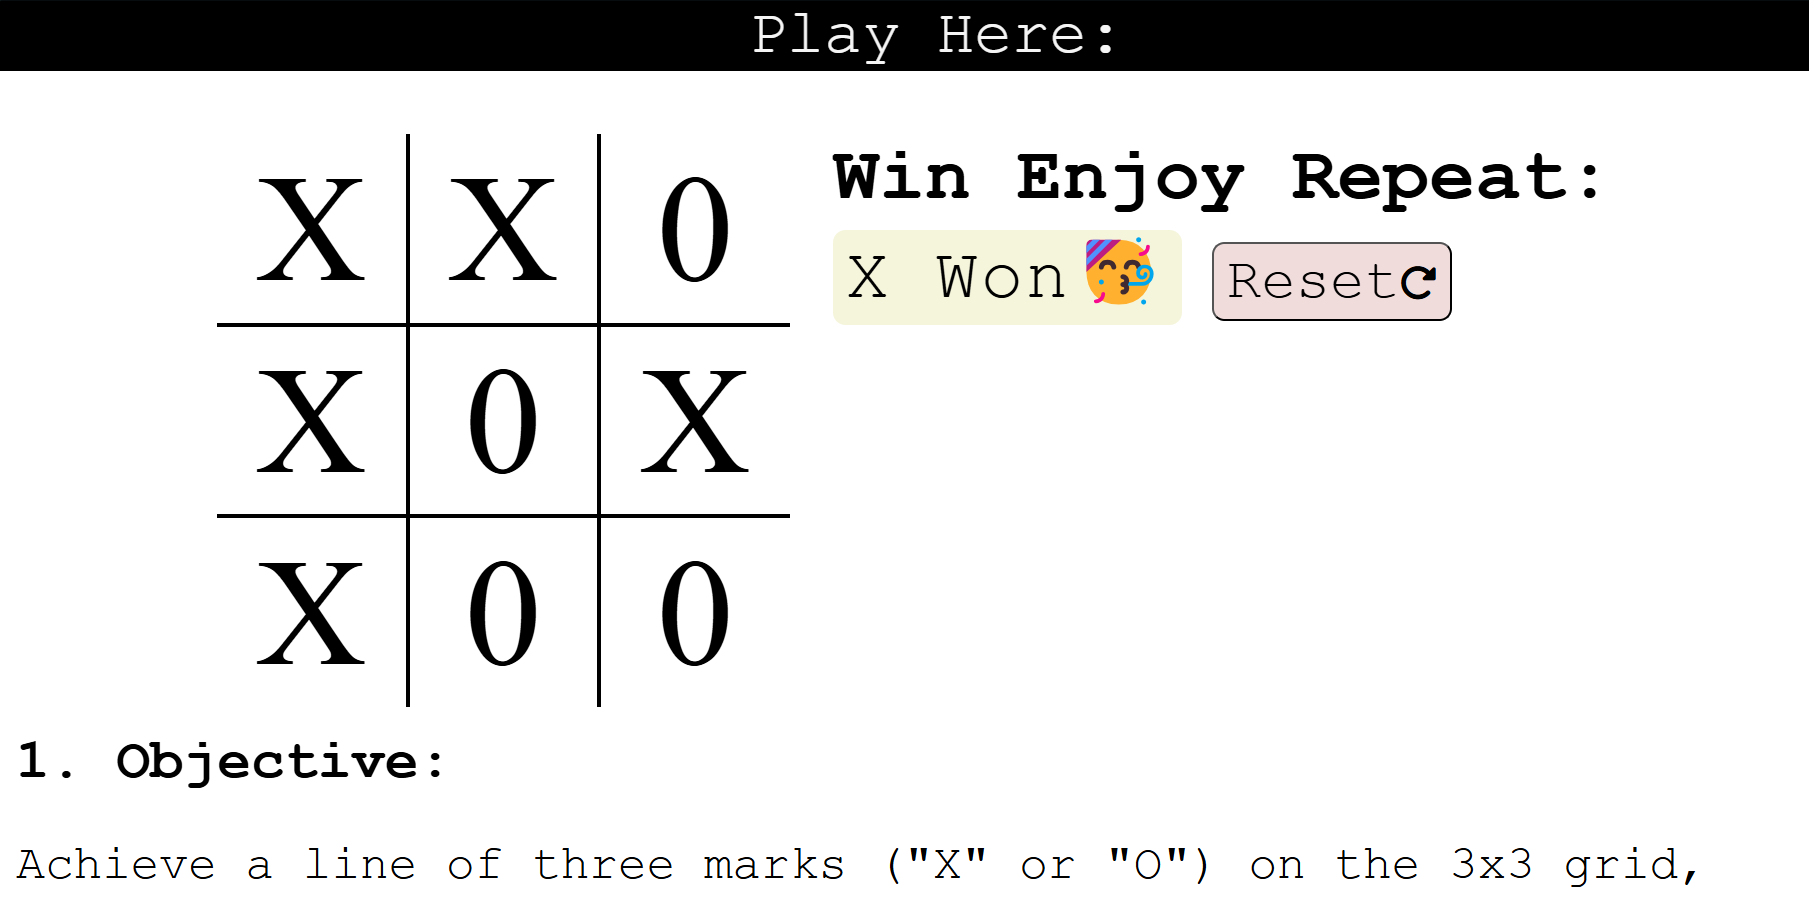 Play Here:
X X 0
X 0 X
X 0 0
Win Enjoy Repeat:
X Won🥳 Reset
1. Objective:
Achieve a line of three marks ("X" or "O") on the 3x3 grid,